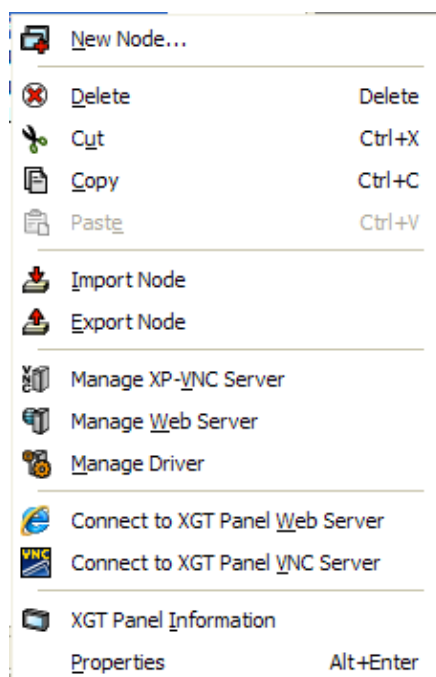 New Node...
Delete Delete
Cut Ctrl+X
Copy Ctrl+C
Paste Ctrl+V
Import Node
Export Node
VNC Manage XP-VNC Server
Manage Web Server
Manage Driver
Connect to XGT Panel Web Server
VNC Connect to XGT Panel VNC Server
XGT Panel Information
Properties Alt+Enter